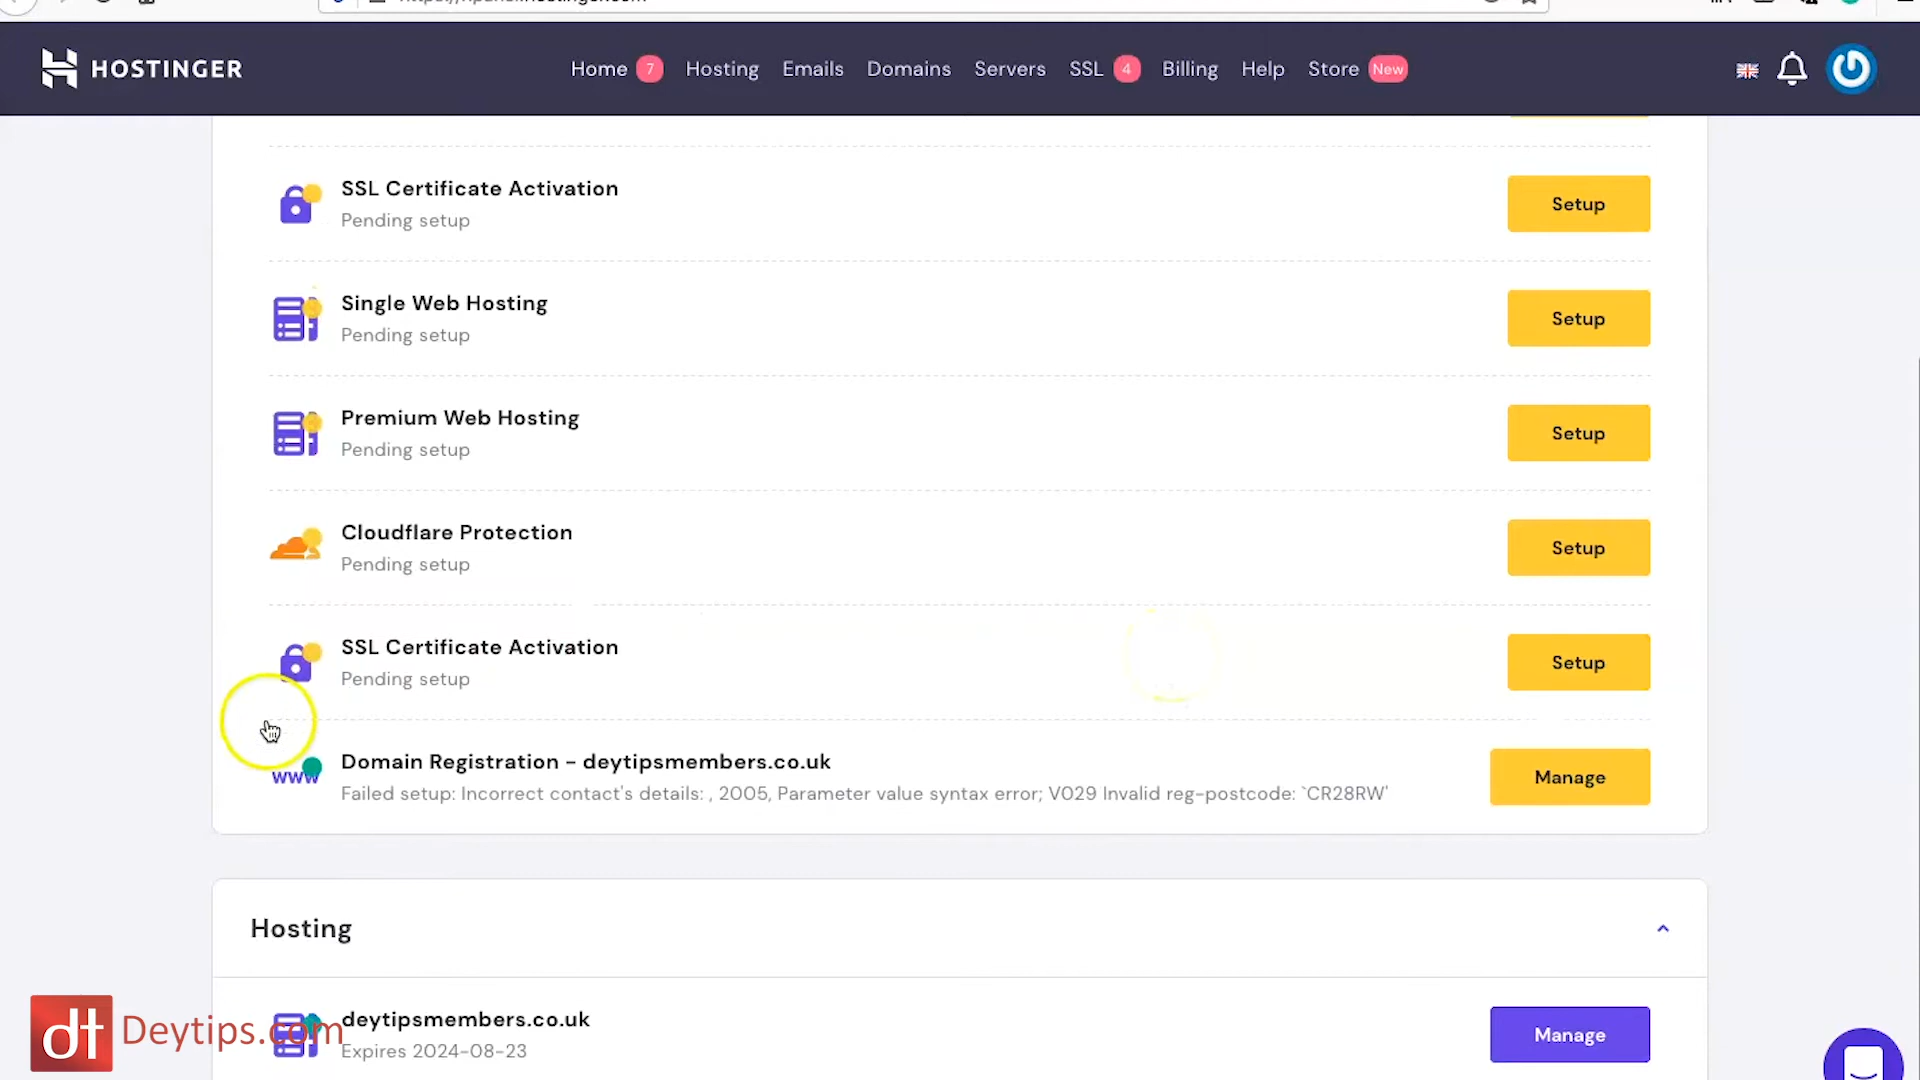 HOSTINGER
Home 7 Hosting Emails Domains Servers SSL 4 Billing Help Store New
SSL Certificate Activation
Pending setup
Setup
Single Web Hosting
Pending setup
Setup
Premium Web Hosting
Pending setup
Setup
Cloudflare Protection
Pending setup
Setup
SSL Certificate Activation
Pending setup
Setup
www
Domain Registration - deytipsmembers.co.uk
Failed setup: Incorrect contact's details: , 2005, Parameter value syntax error; V029 Invalid reg-postcode: `CR28RW'
Manage
Hosting
deytipsmembers.co.uk
Expires 2024-08-23
Manage
dt Deytips.com